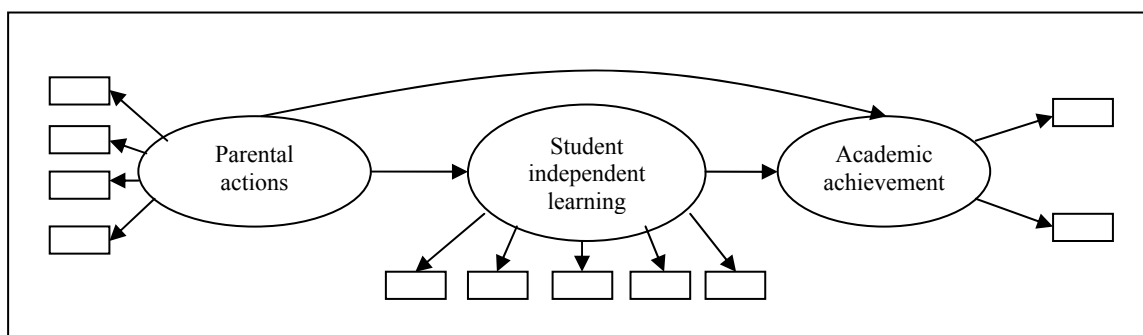 Parental
actions
Student
independent
learning
Academic
achievement